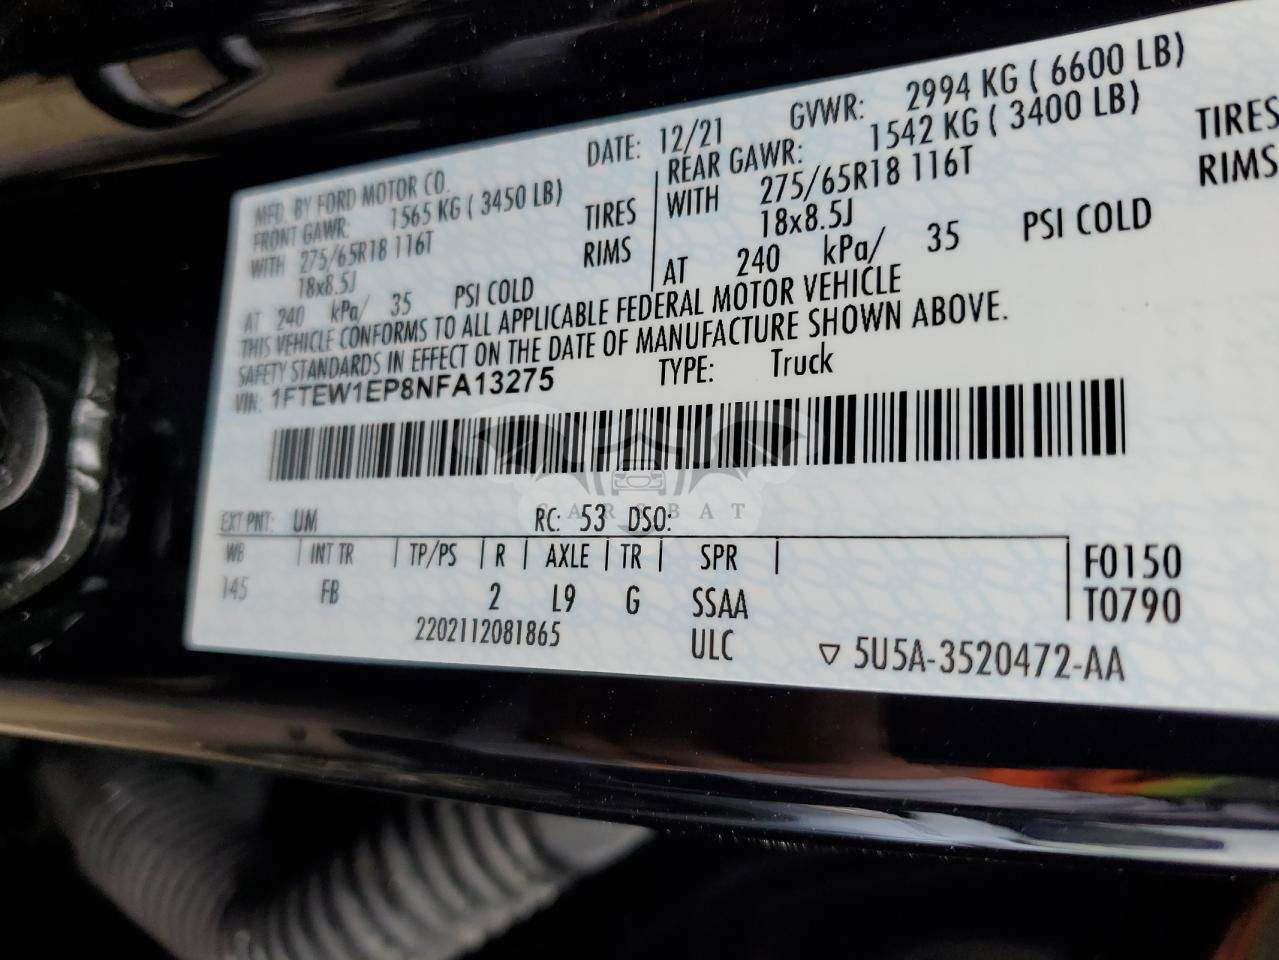 MFD. BY FORD MOTOR CO. DATE: 12/21 GVWR: 2994 KG ( 6600 LB)
FRONT GAWR: 1565 KG ( 3450 LB) REAR GAWR: 1542 KG ( 3400 LB)
WITH 275/65R18 116T TIRES WITH 275/65R18 116T TIRES
18x8.5J RIMS 18x8.5J RIMS
AT 240 kPa/ 35 PSI COLD AT 240 kPa/ 35 PSI COLD
THIS VEHICLE CONFORMS TO ALL APPLICABLE FEDERAL MOTOR VEHICLE
SAFETY STANDARDS IN EFFECT ON THE DATE OF MANUFACTURE SHOWN ABOVE.
VIN: 1FTEW1EP8NFA13275 TYPE: Truck
CARSBAT
EXT PNT: UM RC: 53 DSO:
WB | INT TR | TP/PS | R | AXLE | TR | SPR | F0150
145 FB 2 L9 G SSAA T0790
2202112081865 ULC ▽ 5U5A-3520472-AA